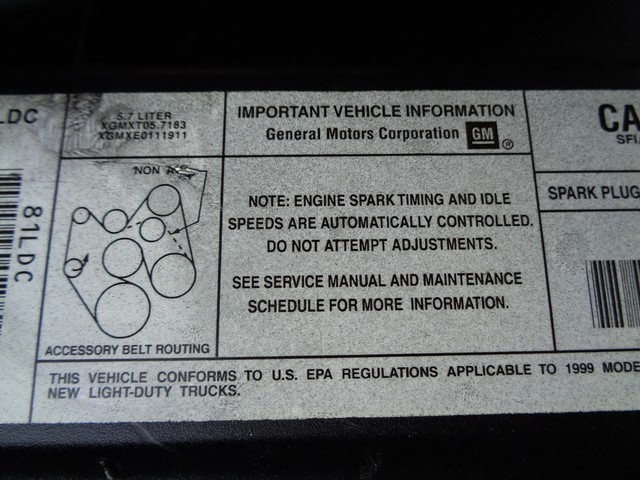 LDC
81LDC
5.7 LITER
XGMXT05.7183
XGMXE0111911
NON A/C
ACCESSORY BELT ROUTING
IMPORTANT VEHICLE INFORMATION
General Motors Corporation GM ®
NOTE: ENGINE SPARK TIMING AND IDLE
SPEEDS ARE AUTOMATICALLY CONTROLLED.
DO NOT ATTEMPT ADJUSTMENTS.
SEE SERVICE MANUAL AND MAINTENANCE
SCHEDULE FOR MORE INFORMATION.
CA
SFI
SPARK PLUG
THIS VEHICLE CONFORMS TO U.S. EPA REGULATIONS APPLICABLE TO 1999 MODE
NEW LIGHT-DUTY TRUCKS.